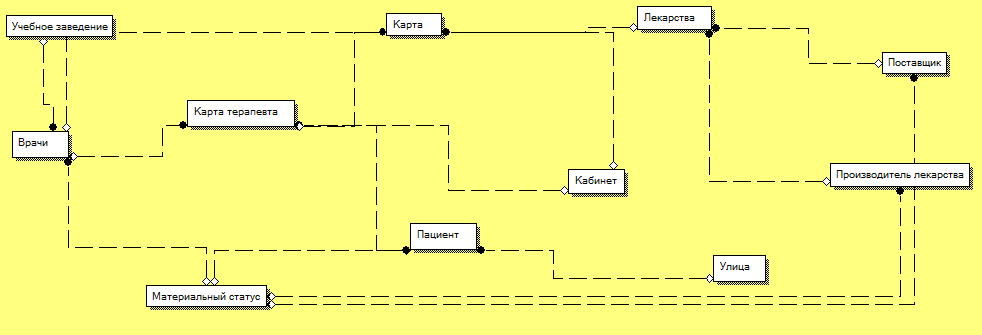 Учебное заведение
Карта
Лекарства
Поставщик
Карта терапевта
Врачи
Кабинет
Производитель лекарства
Пациент
Улица
Материальный статус